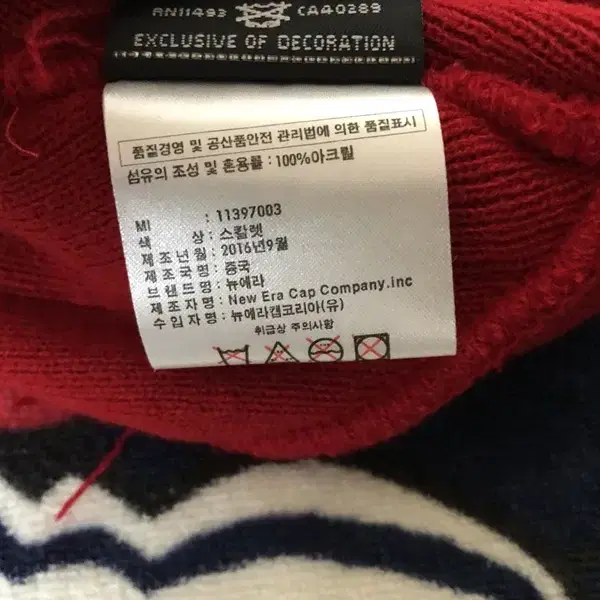 RN11493 CA40289
EXCLUSIVE OF DECORATION
품질경영 및 공산품안전 관리법에 의한 품질표시
섬유의 조성 및 혼용률 : 100%아크릴
MI : 11397003
색 상 : 스칼렛
제조년월 : 2016년9월
제조국명 : 중국
브랜드명 : 뉴에라
제조자명 : New Era Cap Company.inc
수입자명 : 뉴에라캡코리아(유)
취급상 주의사항